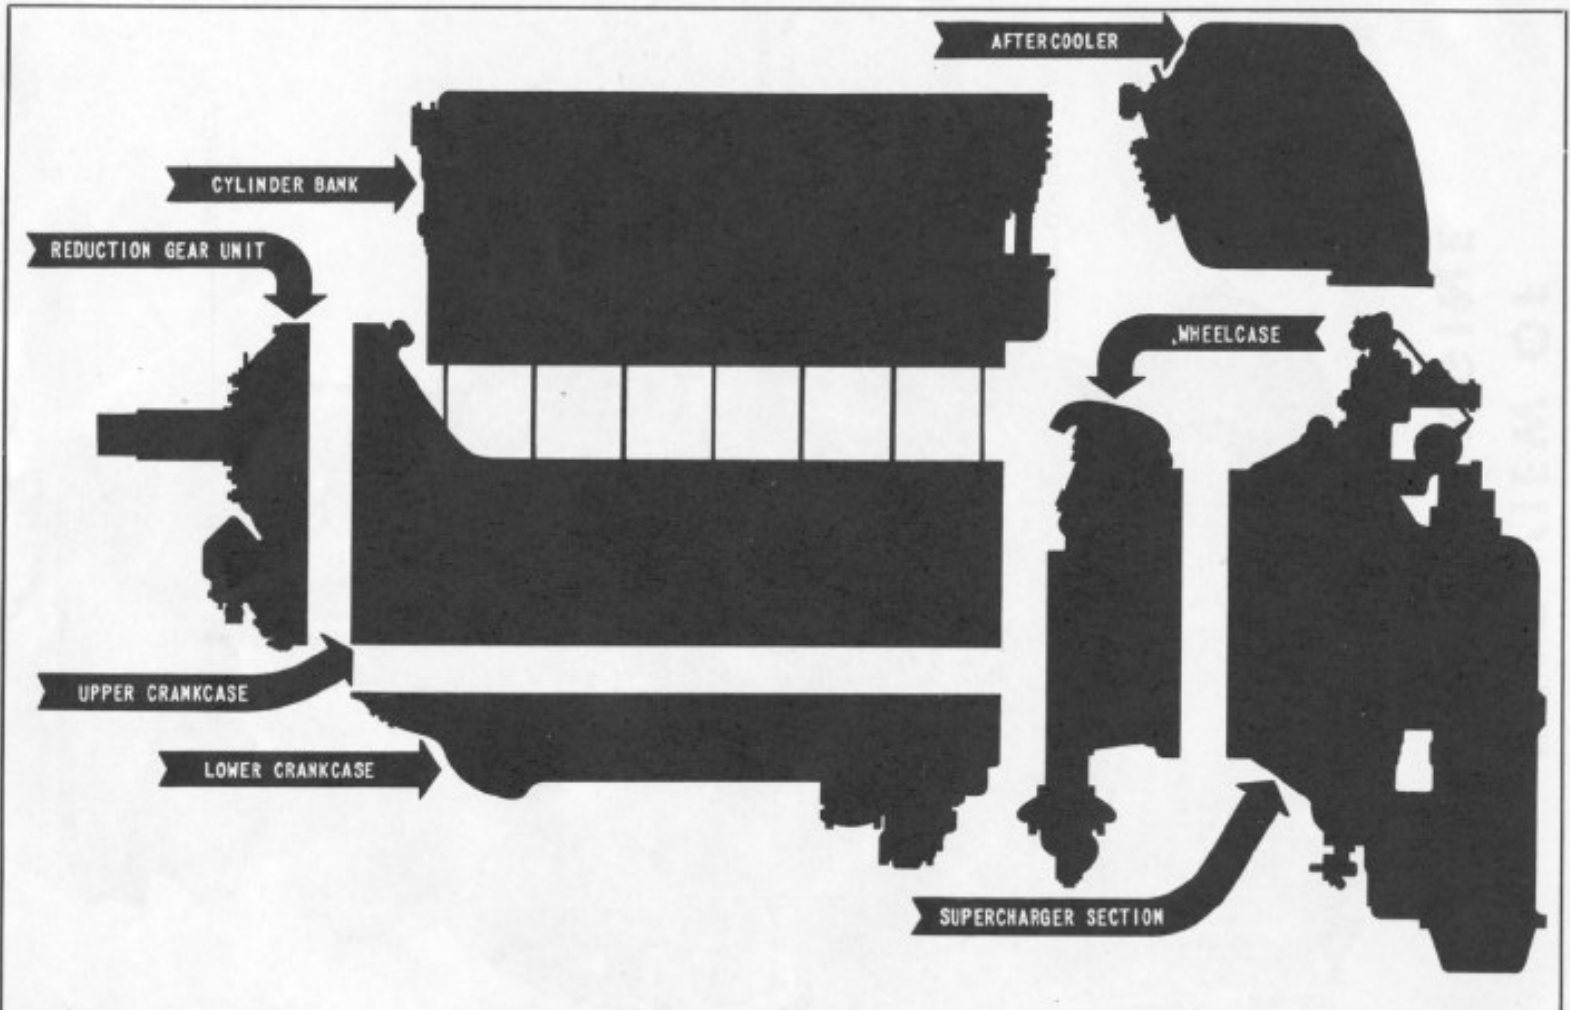 AFTERCOOLER
CYLINDER BANK
REDUCTION GEAR UNIT
WHEELCASE
UPPER CRANKCASE
LOWER CRANKCASE
SUPERCHARGER SECTION